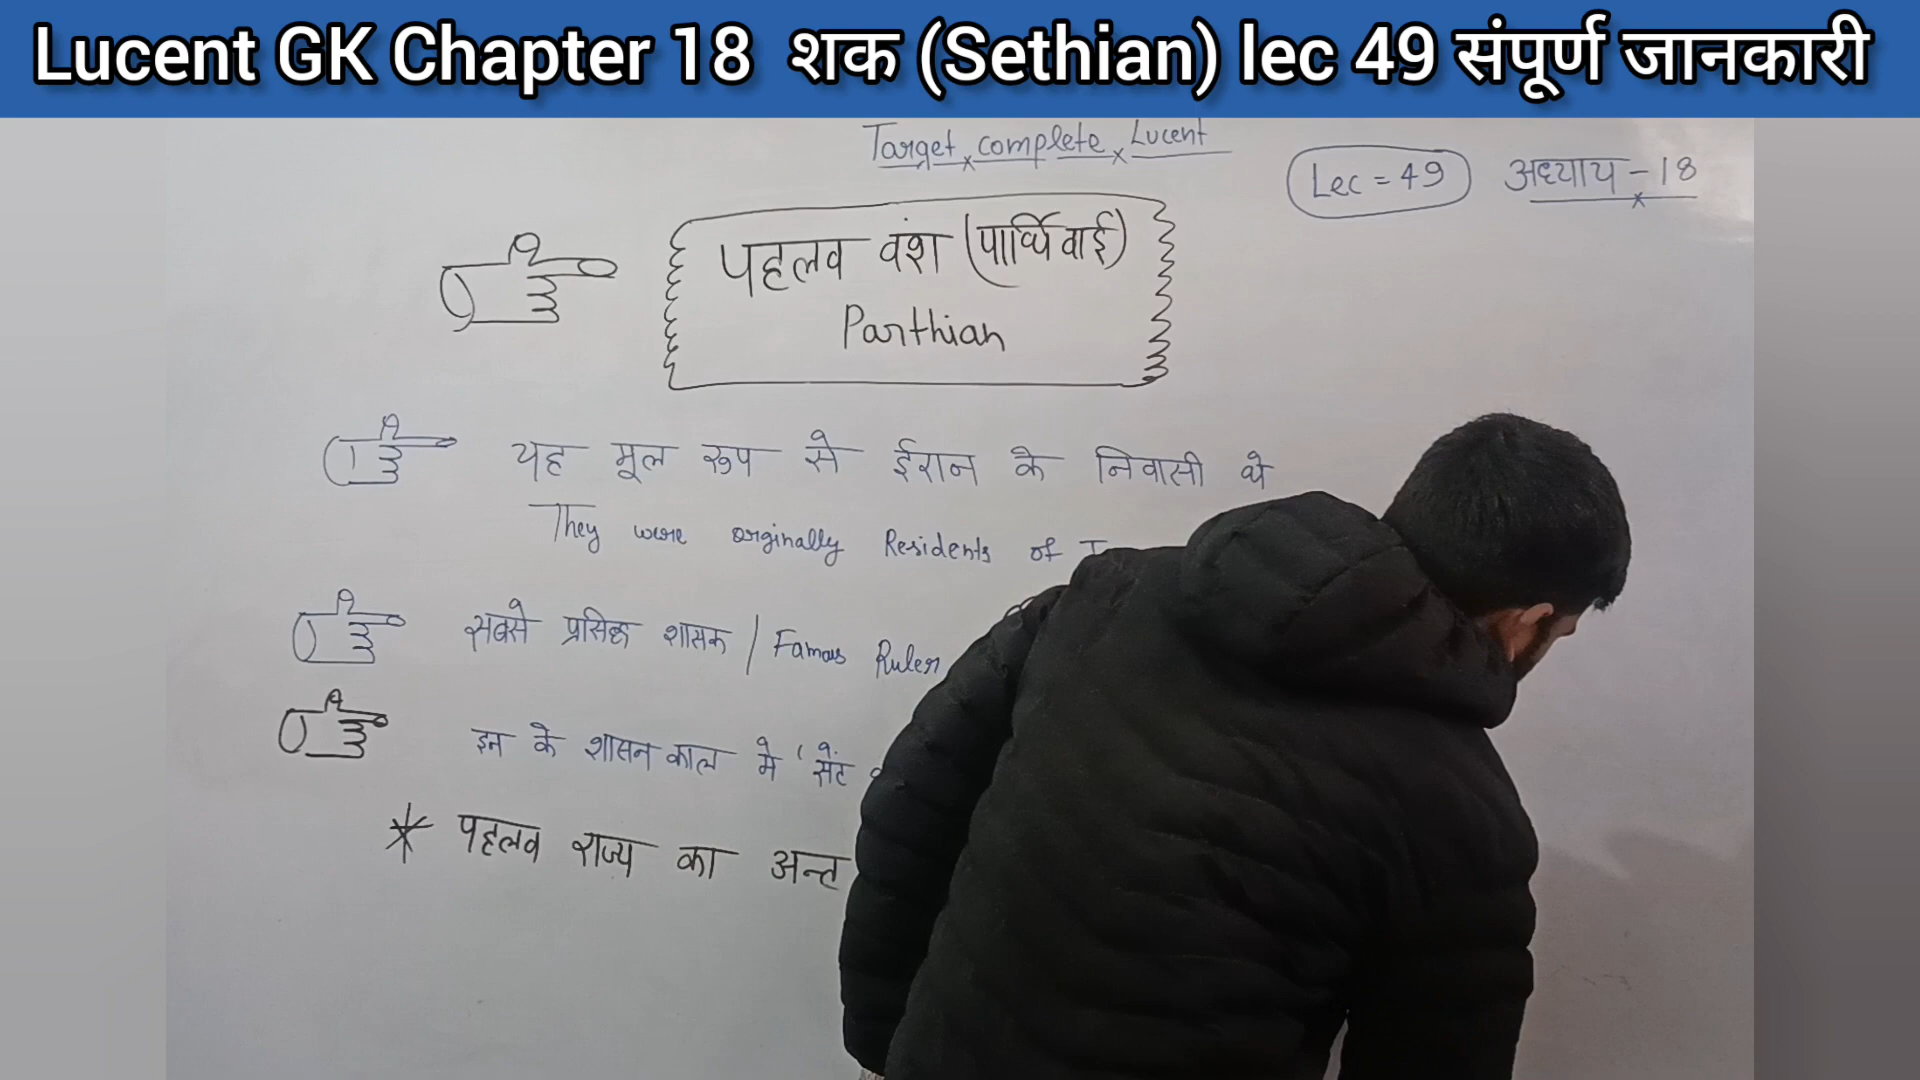 Lucent GK Chapter 18 शक (Sethian) lec 49 संपूर्ण जानकारी
Target complete Lucent
Lec = 49 अध्याय - 18
पहलव वंश (पार्थिवाई)
Parthian
यह मूल रूप से ईरान के निवासी थे
They were orginally Residents of
सबसे प्रसिद्ध शासक / Famous Ruler
इन के शासन काल मे 'सेंट
* पहलव राज्य का अन्त